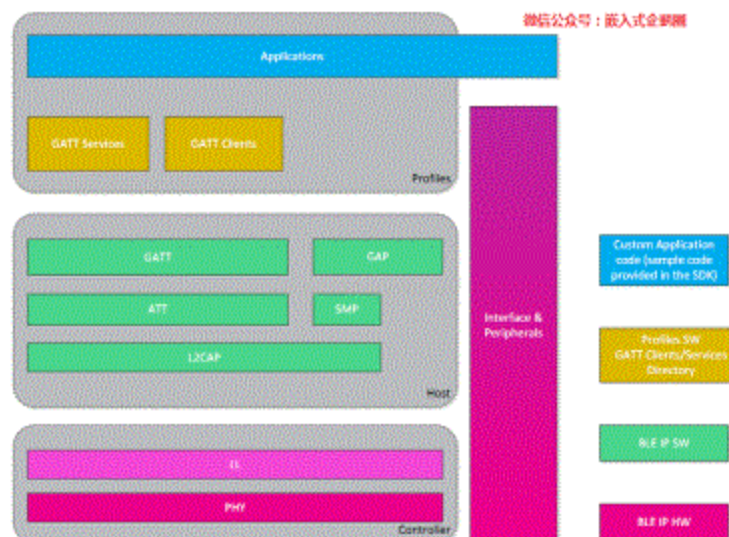 微信公众号：嵌入式企鹅圈
Applications
GATT Services
GATT Clients
Profiles
GATT
GAP
ATT
SMP
L2CAP
Host
LL
PHY
Controller
Interface &
Peripherals
Custom Application
code (sample code
provided in the SDK)
Profiles SW
GATT Clients/Services
Directory
BLE IP SW
BLE IP HW